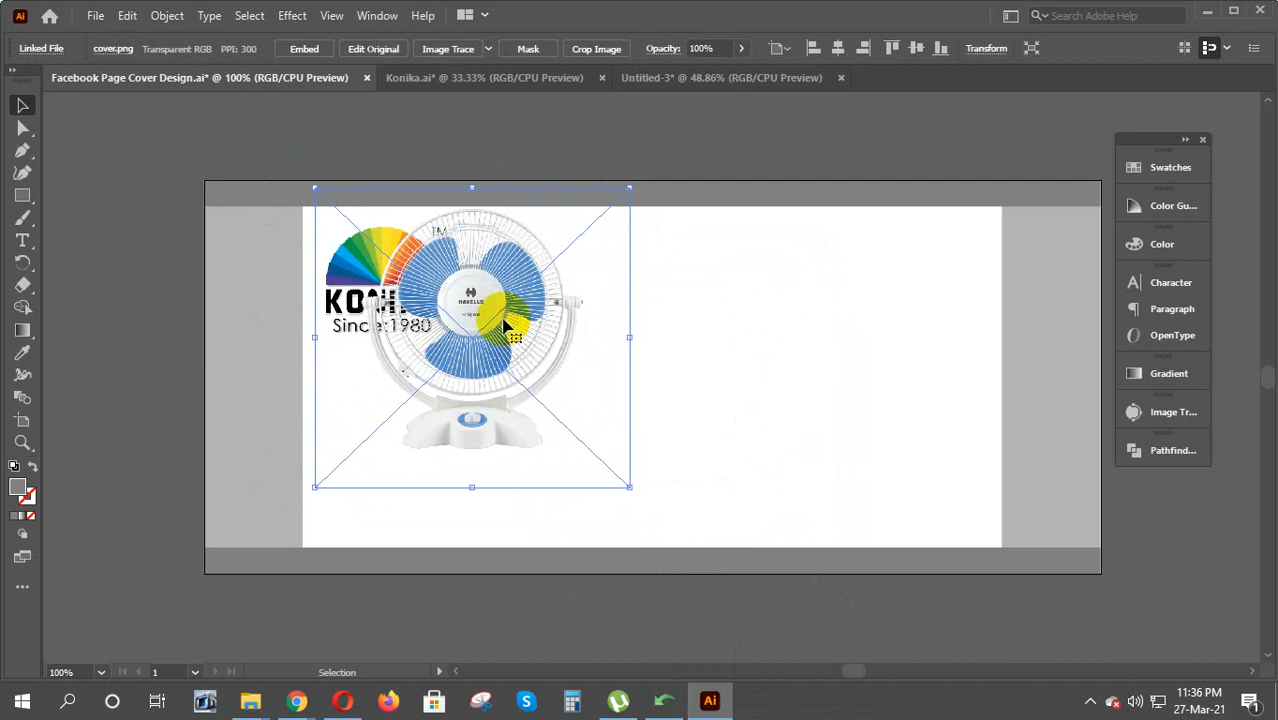 File Edit Object Type Select Effect View Window Help
Search Adobe Help
Linked File cover.png Transparent RGB PPI: 300 Embed Edit Original Image Trace Mask Crop Image Opacity: 100% Transform
Facebook Page Cover Design.ai* @ 100% (RGB/CPU Preview) Konika.ai* @ 33.33% (RGB/CPU Preview) Untitled-3* @ 48.86% (RGB/CPU Preview)
Swatches
Color Gu...
Color
Character
Paragraph
OpenType
Gradient
Image Tr...
Pathfind...
TM
HAVELLS
Since:1980
100% 1 Selection
11:36 PM
27-Mar-21